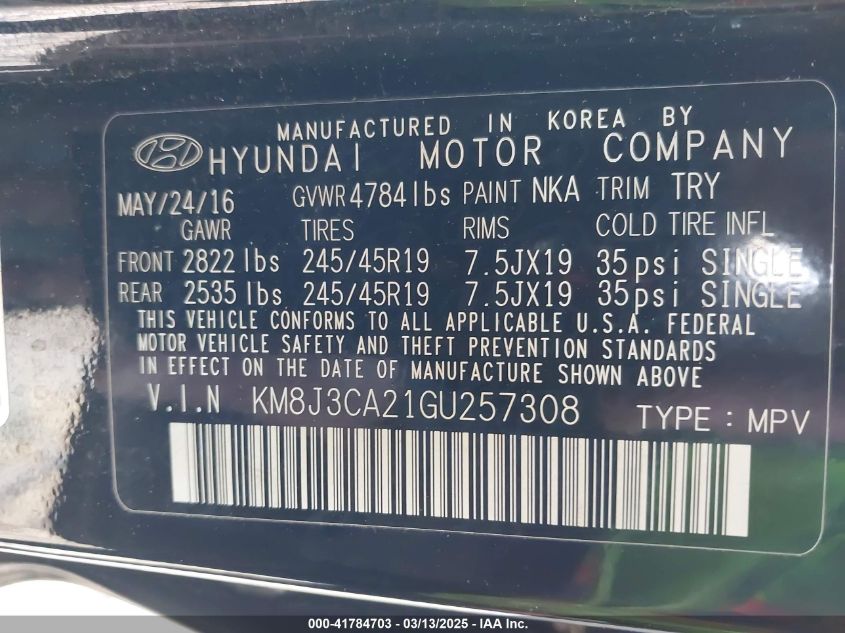 MANUFACTURED IN KOREA BY
HYUNDAI MOTOR COMPANY
MAY/24/16 GVWR 4784 lbs PAINT NKA TRIM TRY
GAWR TIRES RIMS COLD TIRE INFL
FRONT 2822 lbs 245/45R19 7.5JX19 35psi SINGLE
REAR 2535 lbs 245/45R19 7.5JX19 35psi SINGLE
THIS VEHICLE CONFORMS TO ALL APPLICABLE U.S.A. FEDERAL
MOTOR VEHICLE SAFETY AND THEFT PREVENTION STANDARDS
IN EFFECT ON THE DATE OF MANUFACTURE SHOWN ABOVE
V.I.N KM8J3CA21GU257308 TYPE: MPV
000-41784703 - 03/13/2025 - IAA Inc.